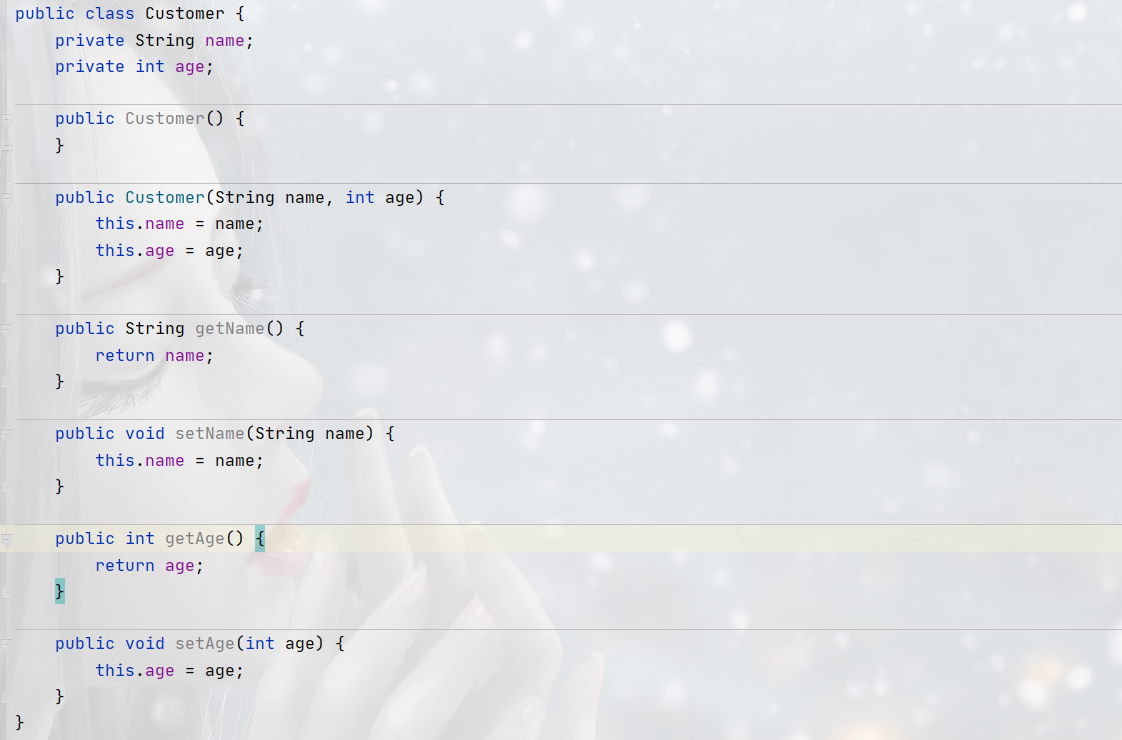 public class Customer {
    private String name;
    private int age;
    public Customer() {
    }
    public Customer(String name, int age) {
        this.name = name;
        this.age = age;
    }
    public String getName() {
        return name;
    }
    public void setName(String name) {
        this.name = name;
    }
    public int getAge() {
        return age;
    }
    public void setAge(int age) {
        this.age = age;
    }
}